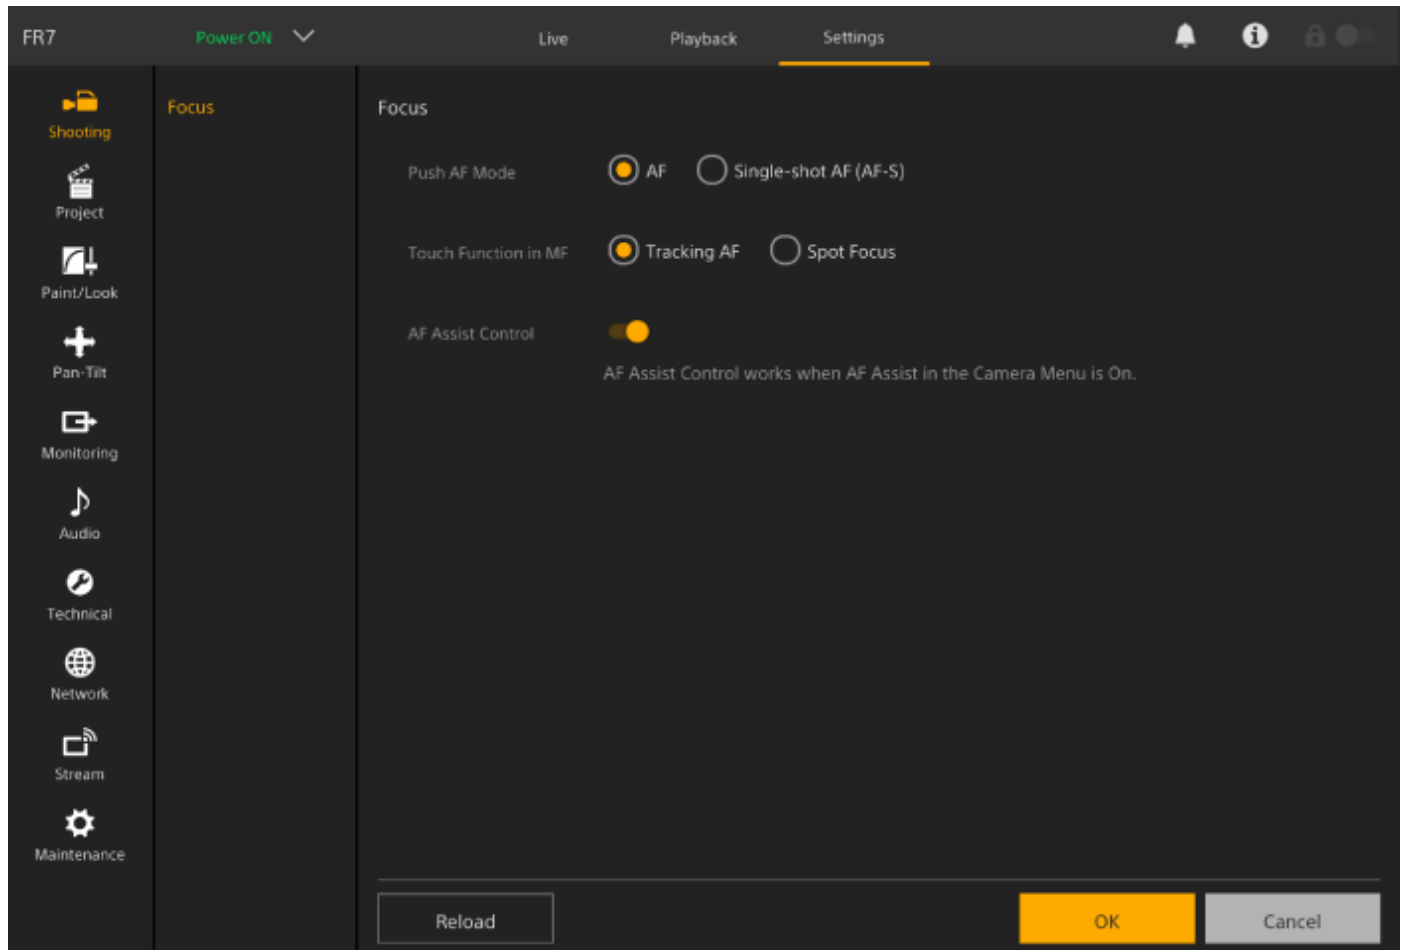 FR7
Power ON
Live
Playback
Settings
Shooting
Project
Paint/Look
Pan-Tilt
Monitoring
Audio
Technical
Network
Stream
Maintenance
Focus
Focus
Push AF Mode
AF
Single-shot AF (AF-S)
Touch Function in MF
Tracking AF
Spot Focus
AF Assist Control
AF Assist Control works when AF Assist in the Camera Menu is On.
Reload
OK
Cancel